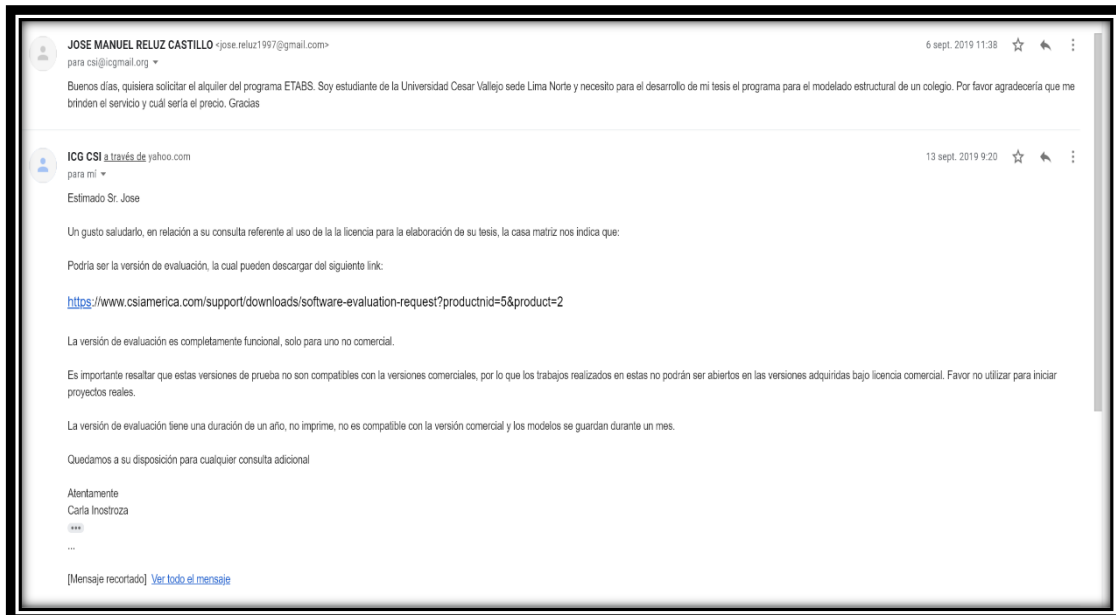 JOSE MANUEL RELUZ CASTILLO <jose.reluz1997@gmail.com>
6 sept. 2019 11:38
para csi@icgmail.org
Buenos días, quisiera solicitar el alquiler del programa ETABS. Soy estudiante de la Universidad Cesar Vallejo sede Lima Norte y necesito para el desarrollo de mi tesis el programa para el modelado estructural de un colegio. Por favor agradecería que me
brinden el servicio y cuál sería el precio. Gracias
ICG CSI a través de yahoo.com
13 sept. 2019 9:20
para mí
Estimado Sr. Jose
Un gusto saludarlo, en relación a su consulta referente al uso de la la licencia para la elaboración de su tesis, la casa matriz nos indica que:
Podría ser la versión de evaluación, la cual pueden descargar del siguiente link:
https://www.csiamerica.com/support/downloads/software-evaluation-request?productnid=5&product=2
La versión de evaluación es completamente funcional, solo para uno no comercial.
Es importante resaltar que estas versiones de prueba no son compatibles con la versiones comerciales, por lo que los trabajos realizados en estas no podrán ser abiertos en las versiones adquiridas bajo licencia comercial. Favor no utilizar para iniciar
proyectos reales.
La versión de evaluación tiene una duración de un año, no imprime, no es compatible con la versión comercial y los modelos se guardan durante un mes.
Quedamos a su disposición para cualquier consulta adicional
Atentamente
Carla Inostroza
...
[Mensaje recortado] Ver todo el mensaje